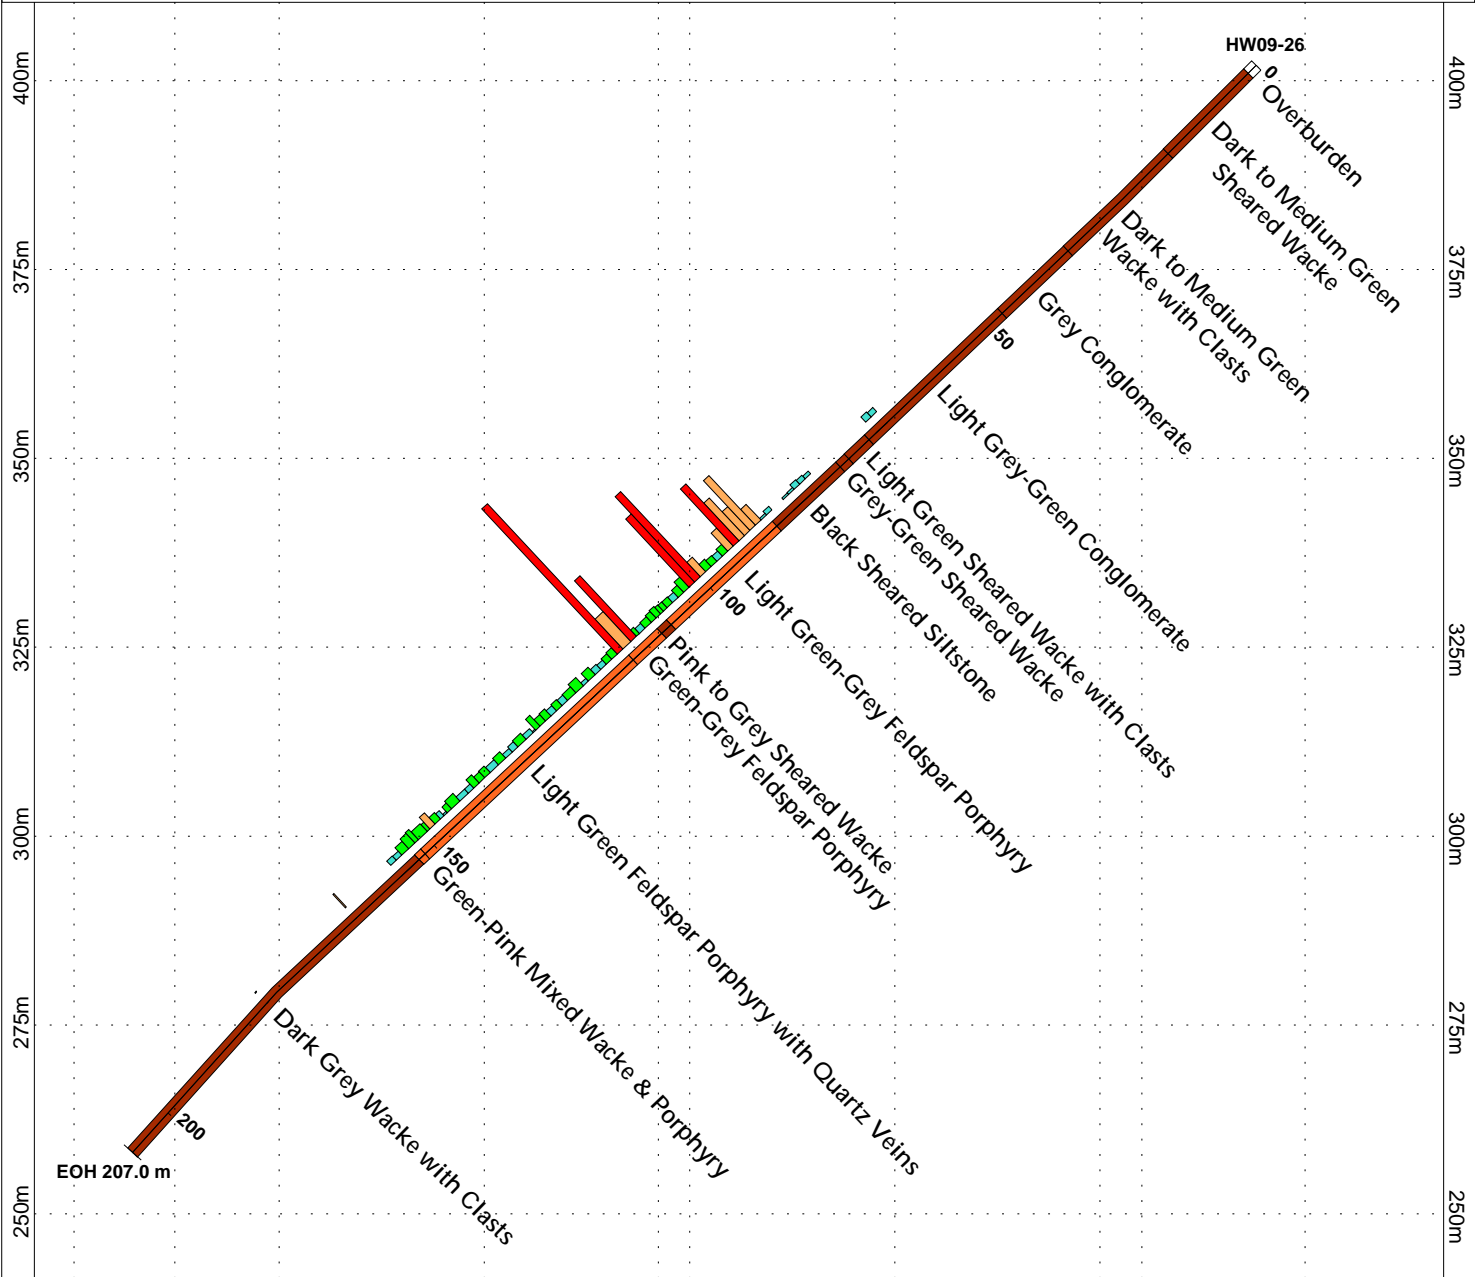 HW09-26
0
Overburden
Dark to Medium Green
Sheared Wacke
Dark to Medium Green
Wacke with Clasts
Grey Conglomerate
50
Light Grey-Green Conglomerate
Light Green Sheared Wacke with Clasts
Grey-Green Sheared Wacke
Black Sheared Siltstone
Light Green-Grey Feldspar Porphyry
100
Pink to Grey Sheared Wacke
Green-Grey Feldspar Porphyry
Light Green Feldspar Porphyry with Quartz Veins
150
Green-Pink Mixed Wacke & Porphyry
Dark Grey Wacke with Clasts
200
EOH 207.0 m
400m
375m
350m
325m
300m
275m
250m
400m
375m
350m
325m
300m
275m
250m